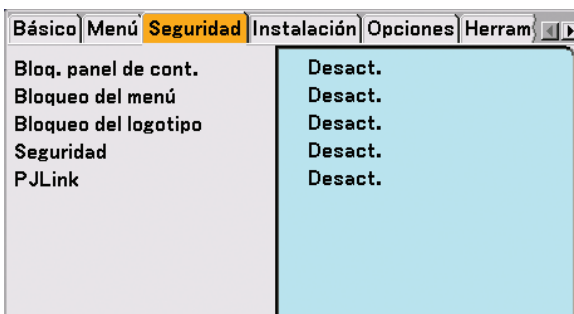 Básico Menú Seguridad Instalación Opciones Herram
Bloq. panel de cont. Desact.
Bloqueo del menú Desact.
Bloqueo del logotipo Desact.
Seguridad Desact.
PJLink Desact.